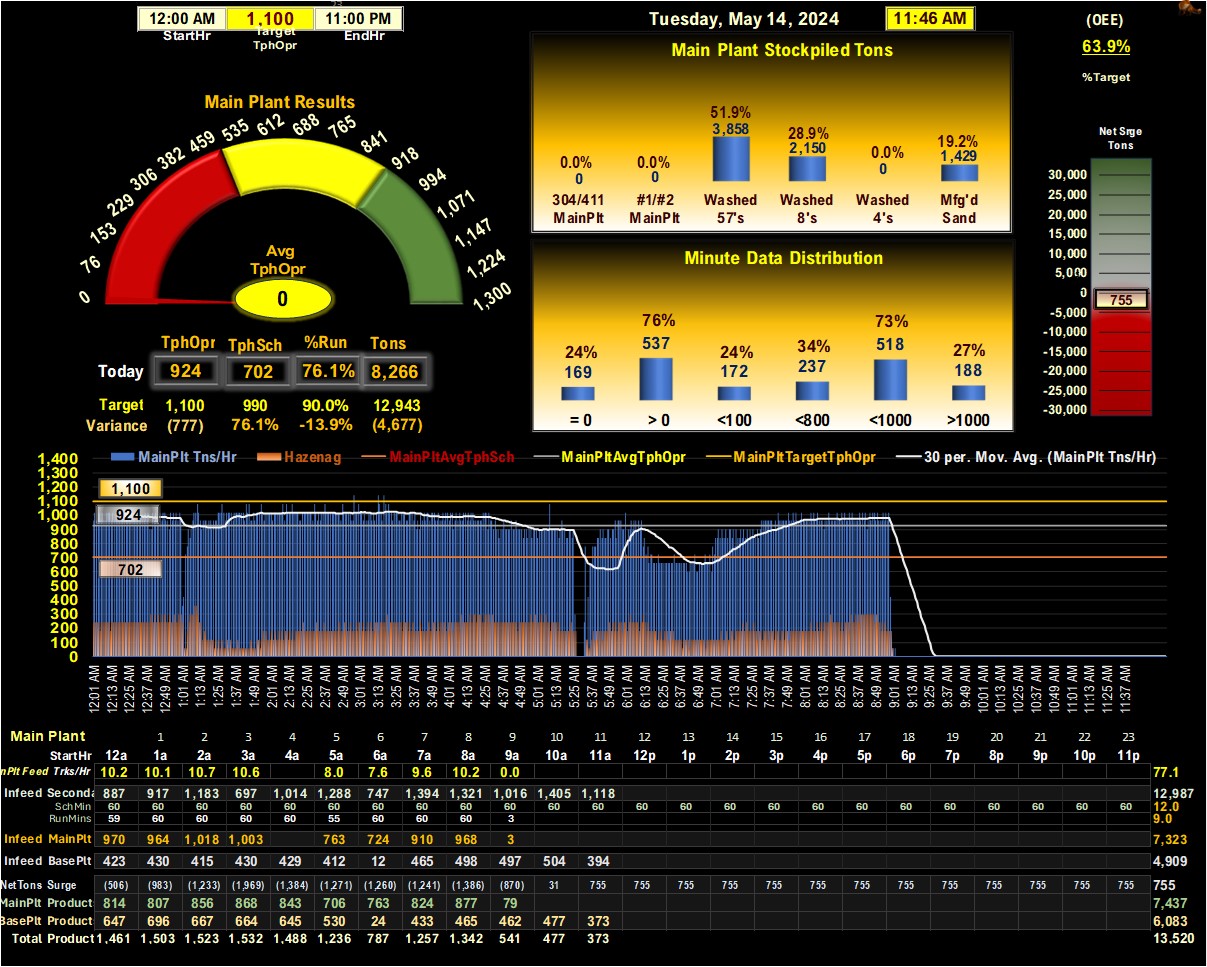 23
12:00 AM 1,100 11:00 PM
StartHr Target TphOpr EndHr
Tuesday, May 14, 2024 11:46 AM
(OEE)
63.9%
%Target
Main Plant Results
0 76 153 229 306 382 459 535 612 688 765 841 918 994 1,071 1,147 1,224 1,300
Avg
TphOpr
0
TphOpr TphSch %Run Tons
Today 924 702 76.1% 8,266
Target 1,100 990 90.0% 12,943
Variance (777) 76.1% -13.9% (4,677)
Main Plant Stockpiled Tons
0.0% 0.0% 51.9% 28.9% 0.0% 19.2%
0 0 3,858 2,150 0 1,429
304/411 #1/#2 Washed Washed Washed Mfg'd
MainPlt MainPlt 57's 8's 4's Sand
Minute Data Distribution
24% 76% 24% 34% 73% 27%
169 537 172 237 518 188
= 0 > 0 <100 <800 <1000 >1000
Net Srge
Tons
30,000
25,000
20,000
15,000
10,000
5,000
0
755
-5,000
-10,000
-15,000
-20,000
-25,000
-30,000
MainPlt Tns/Hr Hazenag MainPltAvgTphSch MainPltAvgTphOpr MainPltTargetTphOpr 30 per. Mov. Avg. (MainPlt Tns/Hr)
1,400
1,300
1,200
1,100
1,000
900
800
700
600
500
400
300
200
100
0
1,100
924
702
12:01 AM 12:13 AM 12:25 AM 12:37 AM 12:49 AM 1:01 AM 1:13 AM 1:25 AM 1:37 AM 1:49 AM 2:01 AM 2:13 AM 2:25 AM 2:37 AM 2:49 AM 3:01 AM 3:13 AM 3:25 AM 3:37 AM 3:49 AM 4:01 AM 4:13 AM 4:25 AM 4:37 AM 4:49 AM 5:01 AM 5:13 AM 5:25 AM 5:37 AM 5:49 AM 6:01 AM 6:13 AM 6:25 AM 6:37 AM 6:49 AM 7:01 AM 7:13 AM 7:25 AM 7:37 AM 7:49 AM 8:01 AM 8:13 AM 8:25 AM 8:37 AM 8:49 AM 9:01 AM 9:13 AM 9:25 AM 9:37 AM 9:49 AM 10:01 AM 10:13 AM 10:25 AM 10:37 AM 10:49 AM 11:01 AM 11:13 AM 11:25 AM 11:37 AM
Main Plant 1 2 3 4 5 6 7 8 9 10 11 12 13 14 15 16 17 18 19 20 21 22 23
StartHr 12a 1a 2a 3a 4a 5a 6a 7a 8a 9a 10a 11a 12p 1p 2p 3p 4p 5p 6p 7p 8p 9p 10p 11p
nPlt Feed Trks/Hr 10.2 10.1 10.7 10.6 8.0 7.6 9.6 10.2 0.0 77.1
Infeed Seconda 887 917 1,183 697 1,014 1,288 747 1,394 1,321 1,016 1,405 1,118 12,987
SchMin 60 60 60 60 60 60 60 60 60 60 60 60 60 60 60 60 60 60 60 60 60 60 60 60 12.0
RunMins 59 60 60 60 55 60 60 60 3 9.0
Infeed MainPlt 970 964 1,018 1,003 763 724 910 968 3 7,323
Infeed BasePlt 423 430 415 430 429 412 12 465 498 497 504 394 4,909
NetTons Surge (506) (983) (1,233) (1,969) (1,384) (1,271) (1,260) (1,241) (1,386) (870) 31 755 755 755 755 755 755 755 755 755 755 755 755 755 755
MainPlt Product 814 807 856 868 843 706 763 824 877 79 7,437
BasePlt Product 647 696 667 664 645 530 24 433 465 462 477 373 6,083
Total Product 1,461 1,503 1,523 1,532 1,488 1,236 787 1,257 1,342 541 477 373 13,520